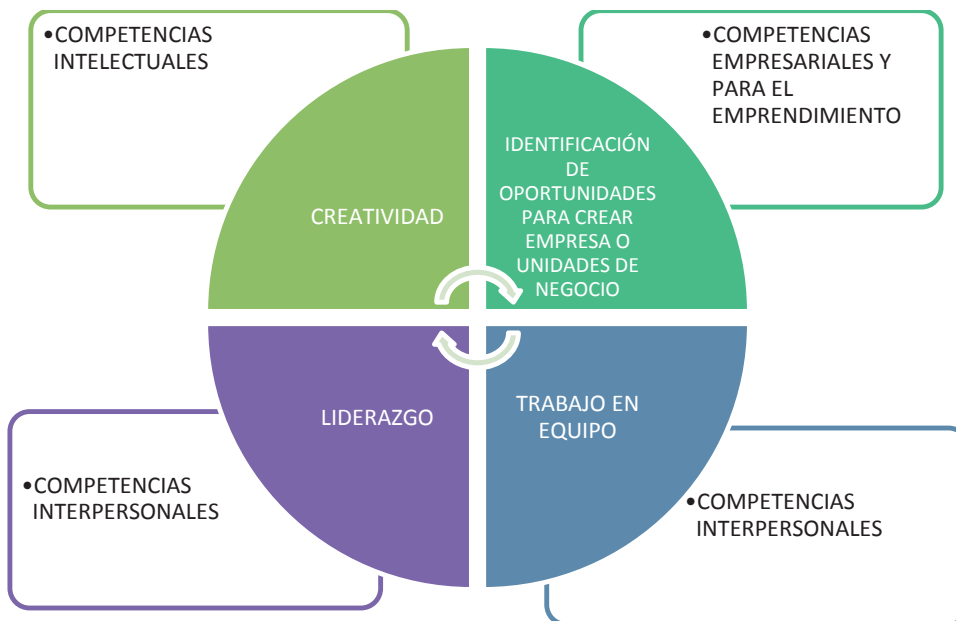 •COMPETENCIAS
INTELECTUALES
•COMPETENCIAS
EMPRESARIALES Y
PARA EL
EMPRENDIMIENTO
CREATIVIDAD
IDENTIFICACIÓN
DE
OPORTUNIDADES
PARA CREAR
EMPRESA O
UNIDADES DE
NEGOCIO
LIDERAZGO
TRABAJO EN
EQUIPO
•COMPETENCIAS
INTERPERSONALES
•COMPETENCIAS
INTERPERSONALES